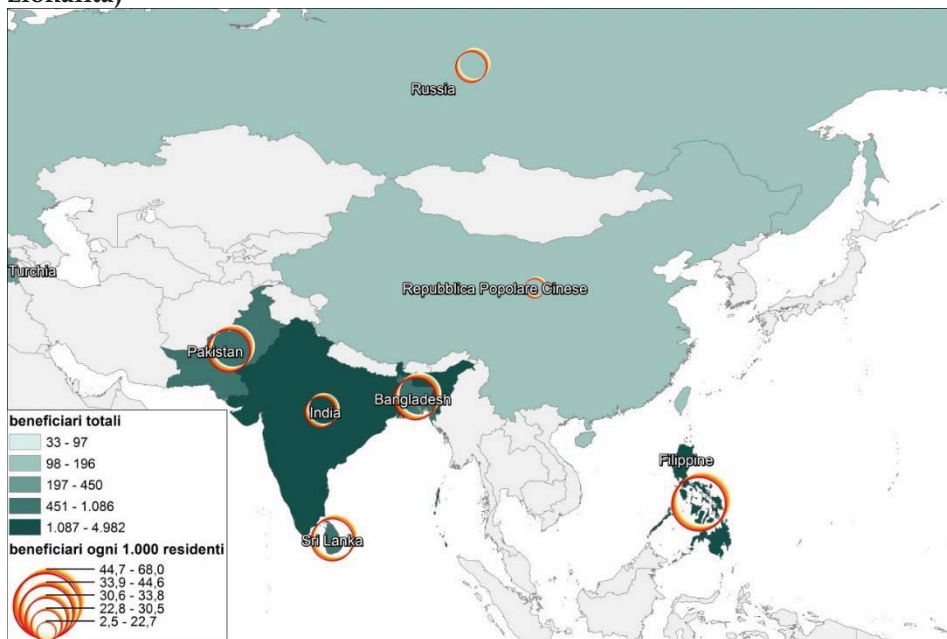 zionalità)
Russia
Turchia
Repubblica Popolare Cinese
Pakistan
India
Bangladesh
Filippine
Sri Lanka
beneficiari totali
33 - 97
98 - 196
197 - 450
451 - 1.086
1.087 - 4.982
beneficiari ogni 1.000 residenti
44,7 - 68,0
33,9 - 44,6
30,6 - 33,8
22,8 - 30,5
2,5 - 22,7